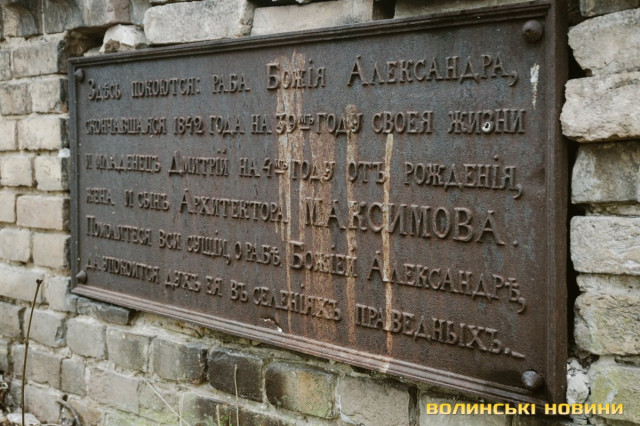 Здѣсь покоются: раба Божія Александра,
скончавшаяся 1842 года на 39мъ году своея жизни
и младенецъ Дмитрій на 4мъ году отъ рожденія,
жена и сынъ Архитектора МАКСИМОВА.
Помолитеся вси сущіи, о рабѣ Божіей Александрѣ,
да упокоится духъ ея въ селеніяхъ праведныхъ._
ВОЛИНСЬКІ НОВИНИ